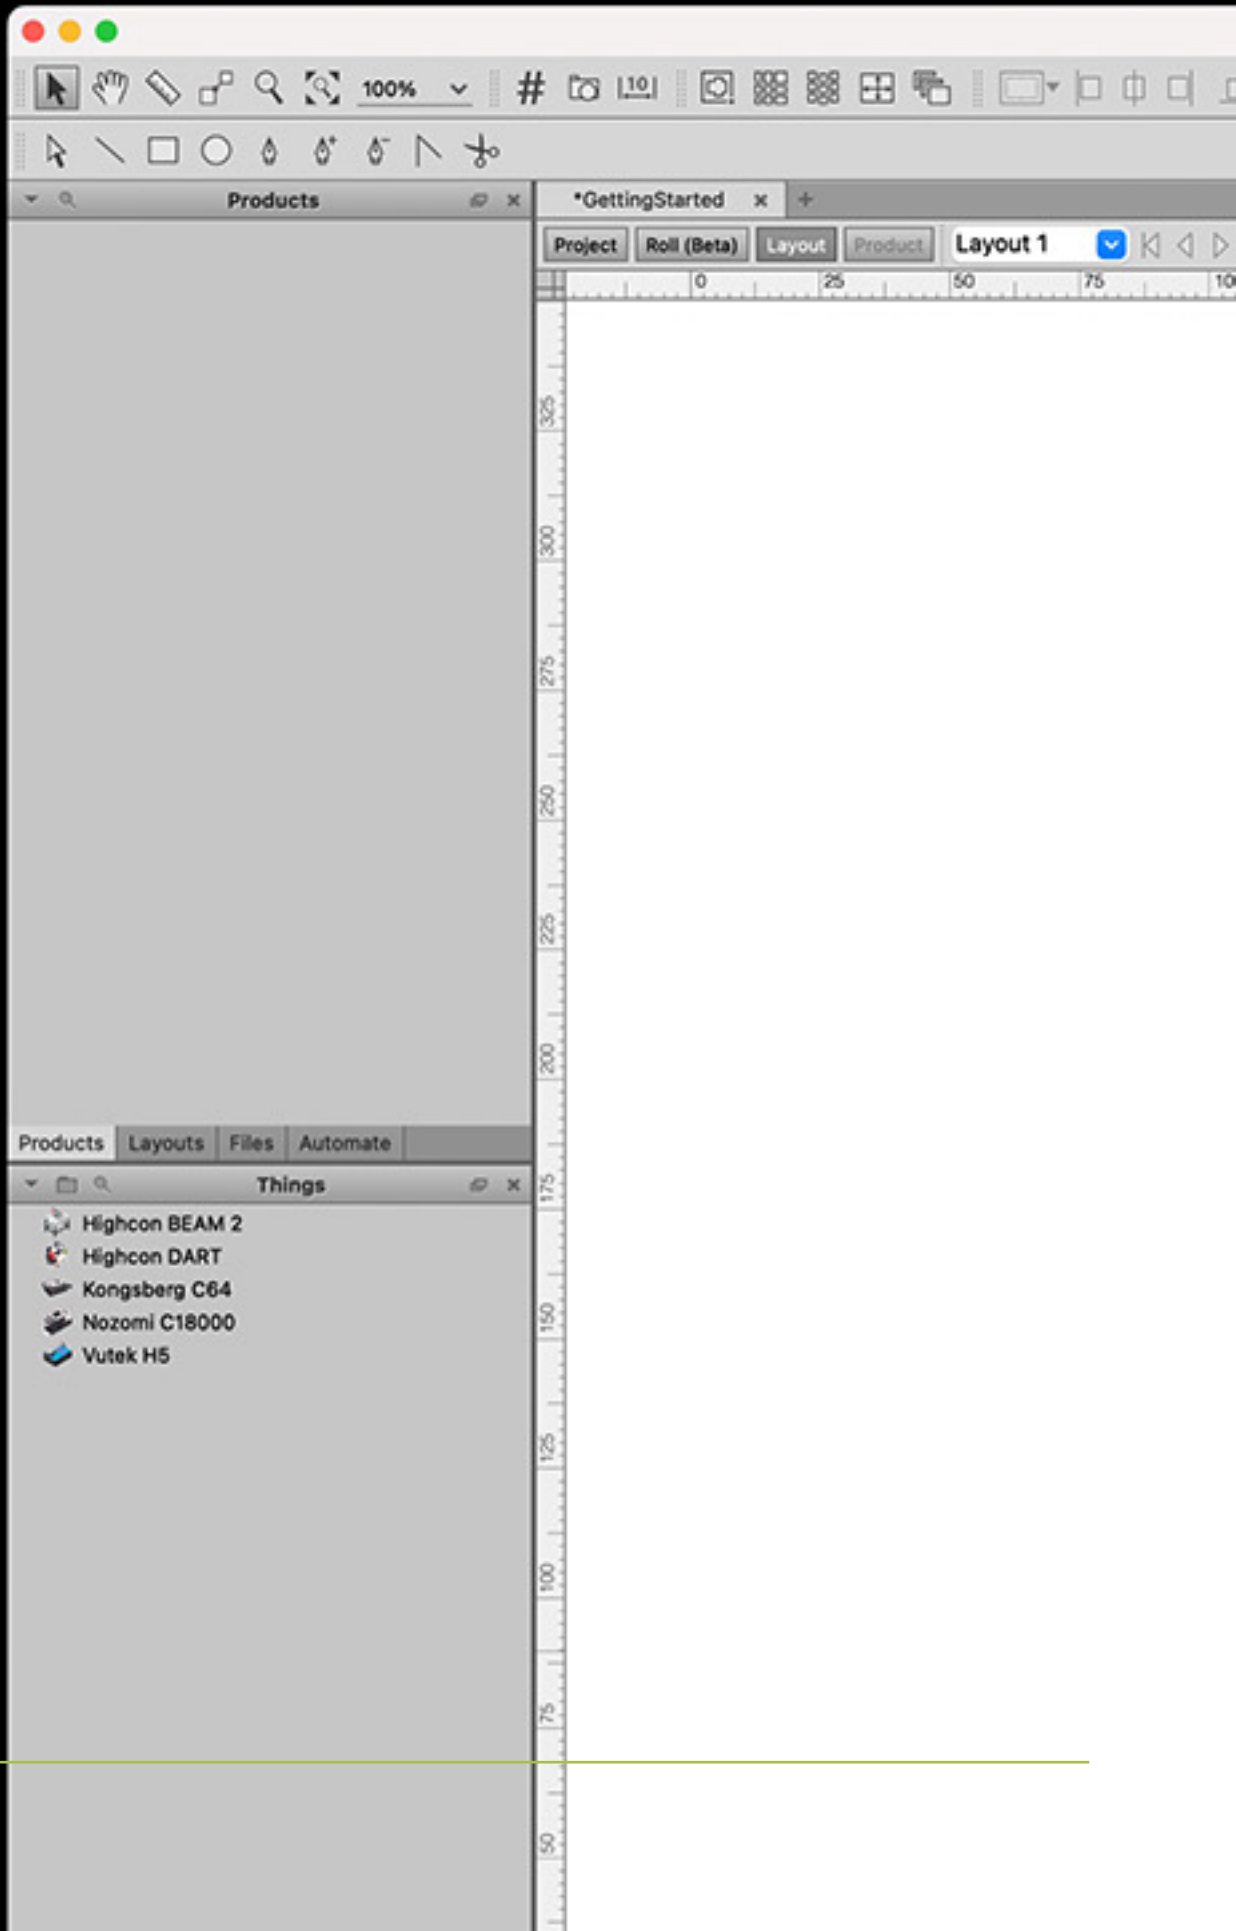 100%
10
Products
*GettingStarted
Project Roll (Beta) Layout Product Layout 1
0 25 50 75
325
300
275
250
225
200
Products Layouts Files Automate
Things
175
Highcon BEAM 2
Highcon DART
Kongsberg C64
Nozomi C18000
Vutek H5
150
125
100
75
50